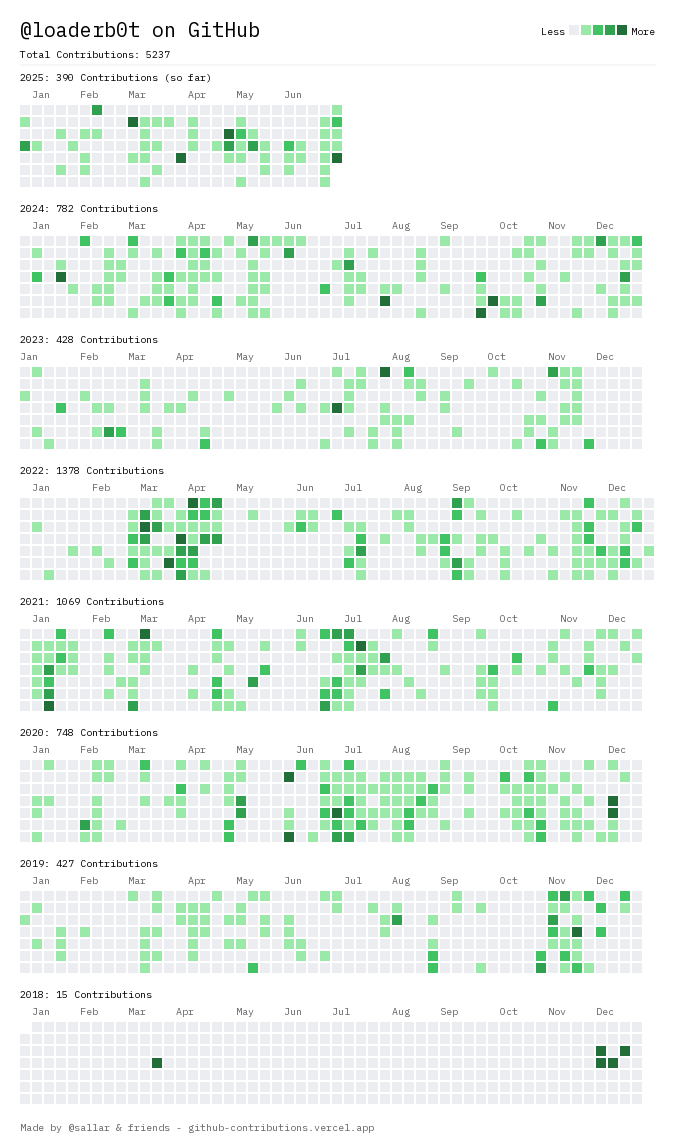 @loaderb0t on GitHub
Less More
Total Contributions: 5237
2025: 390 Contributions (so far)
Jan Feb Mar Apr May Jun
2024: 782 Contributions
Jan Feb Mar Apr May Jun Jul Aug Sep Oct Nov Dec
2023: 428 Contributions
Jan Feb Mar Apr May Jun Jul Aug Sep Oct Nov Dec
2022: 1378 Contributions
Jan Feb Mar Apr May Jun Jul Aug Sep Oct Nov Dec
2021: 1069 Contributions
Jan Feb Mar Apr May Jun Jul Aug Sep Oct Nov Dec
2020: 748 Contributions
Jan Feb Mar Apr May Jun Jul Aug Sep Oct Nov Dec
2019: 427 Contributions
Jan Feb Mar Apr May Jun Jul Aug Sep Oct Nov Dec
2018: 15 Contributions
Jan Feb Mar Apr May Jun Jul Aug Sep Oct Nov Dec
Made by @sallar & friends - github-contributions.vercel.app